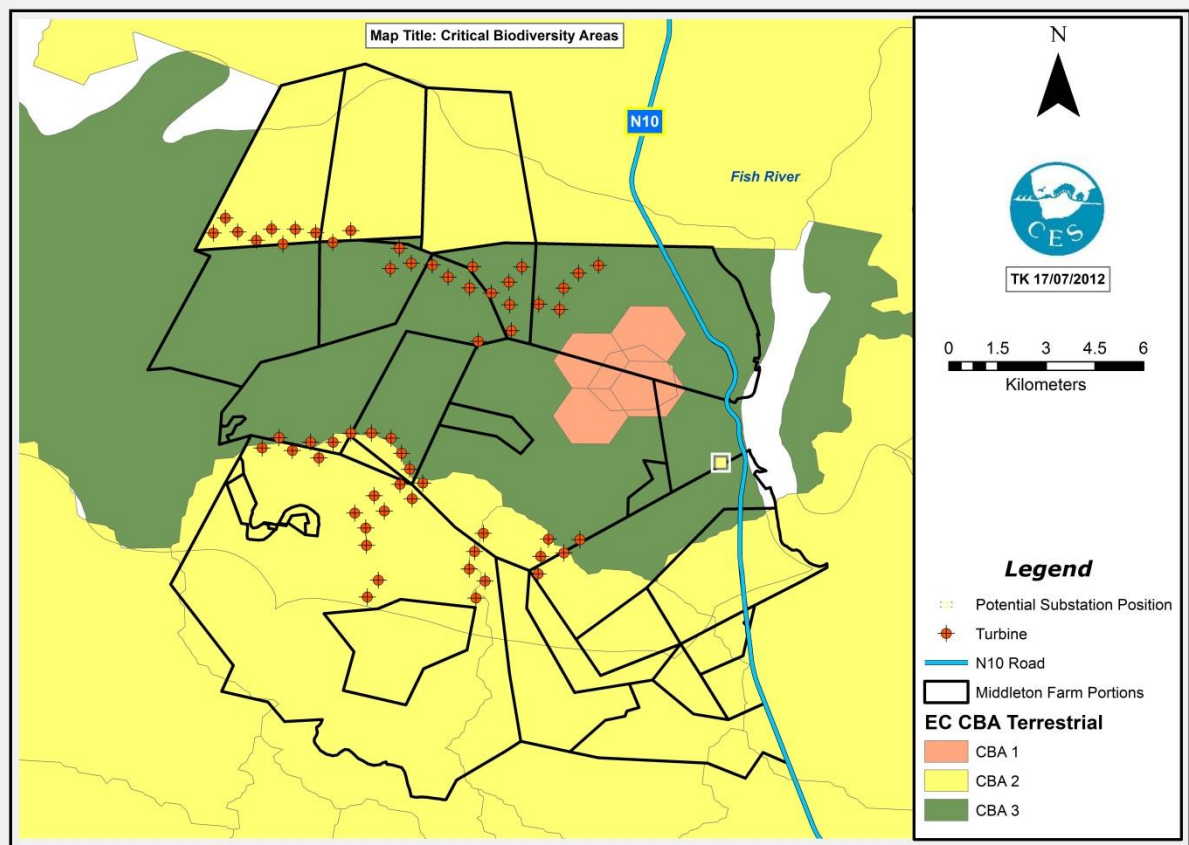 Map Title: Critical Biodiversity Areas
N10
Fish River
N
CES
TK 17/07/2012
0 1.5 3 4.5 6
Kilometers
Legend
Potential Substation Position
Turbine
N10 Road
Middleton Farm Portions
EC CBA Terrestrial
CBA 1
CBA 2
CBA 3